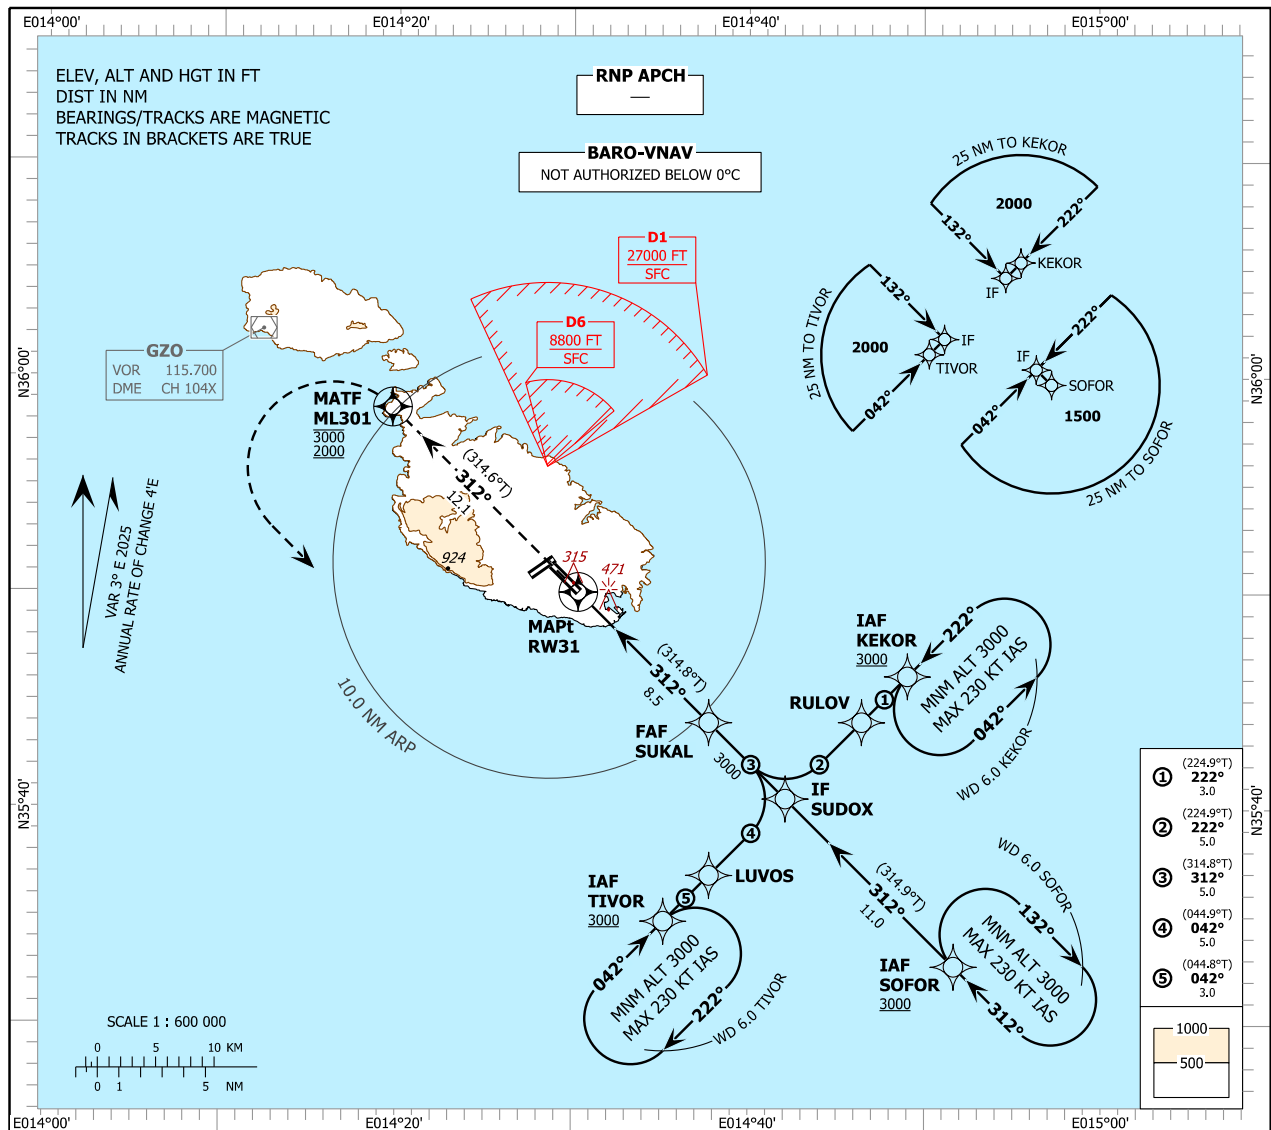 E014°00'
E014°20'
E014°40'
E015°00'
ELEV, ALT AND HGT IN FT
DIST IN NM
BEARINGS/TRACKS ARE MAGNETIC
TRACKS IN BRACKETS ARE TRUE
RNP APCH
—
BARO-VNAV
NOT AUTHORIZED BELOW 0°C
25 NM TO KEKOR
2000
132°
222°
KEKOR
IF
25 NM TO TIVOR
2000
132°
042°
IF
TIVOR
222°
IF
SOFOR
042°
1500
25 NM TO SOFOR
D1
27000 FT
SFC
D6
8800 FT
SFC
GZO
VOR 115.700
DME CH 104X
N36°00'
N36°00'
MATF
ML301
3000
2000
(314.6°T)
312°
12.1
VAR 3° E 2025
ANNUAL RATE OF CHANGE 4'E
924
315
471
MAPt
RW31
10.0 NM ARP
(314.8°T)
312°
8.5
IAF
KEKOR
3000
222°
MNM ALT 3000
MAX 230 KT IAS
042°
WD 6.0 KEKOR
RULOV
1
2
FAF
SUKAL
3000
3
IF
SUDOX
4
N35°40'
N35°40'
LUVOS
5
IAF
TIVOR
3000
042°
MNM ALT 3000
MAX 230 KT IAS
222°
WD 6.0 TIVOR
(314.9°T)
312°
11.0
IAF
SOFOR
3000
WD 6.0 SOFOR
132°
MNM ALT 3000
MAX 230 KT IAS
312°
1 (224.9°T)
222°
3.0
2 (224.9°T)
222°
5.0
3 (314.8°T)
312°
5.0
4 (044.9°T)
042°
5.0
5 (044.8°T)
042°
3.0
1000
500
SCALE 1 : 600 000
0 5 10 KM
0 1 5 NM
E014°00'
E014°20'
E014°40'
E015°00'